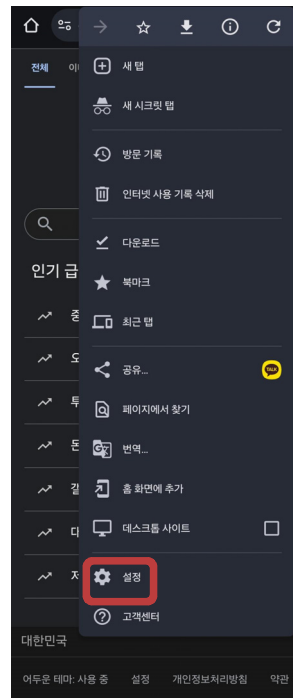 전체
새 탭
새 시크릿 탭
방문 기록
인터넷 사용 기록 삭제
다운로드
북마크
인기 급
최근 탭
공유...
TALK
페이지에서 찾기
번역...
홈 화면에 추가
데스크톱 사이트
설정
고객센터
대한민국
어두운 테마: 사용 중 설정 개인정보처리방침 약관